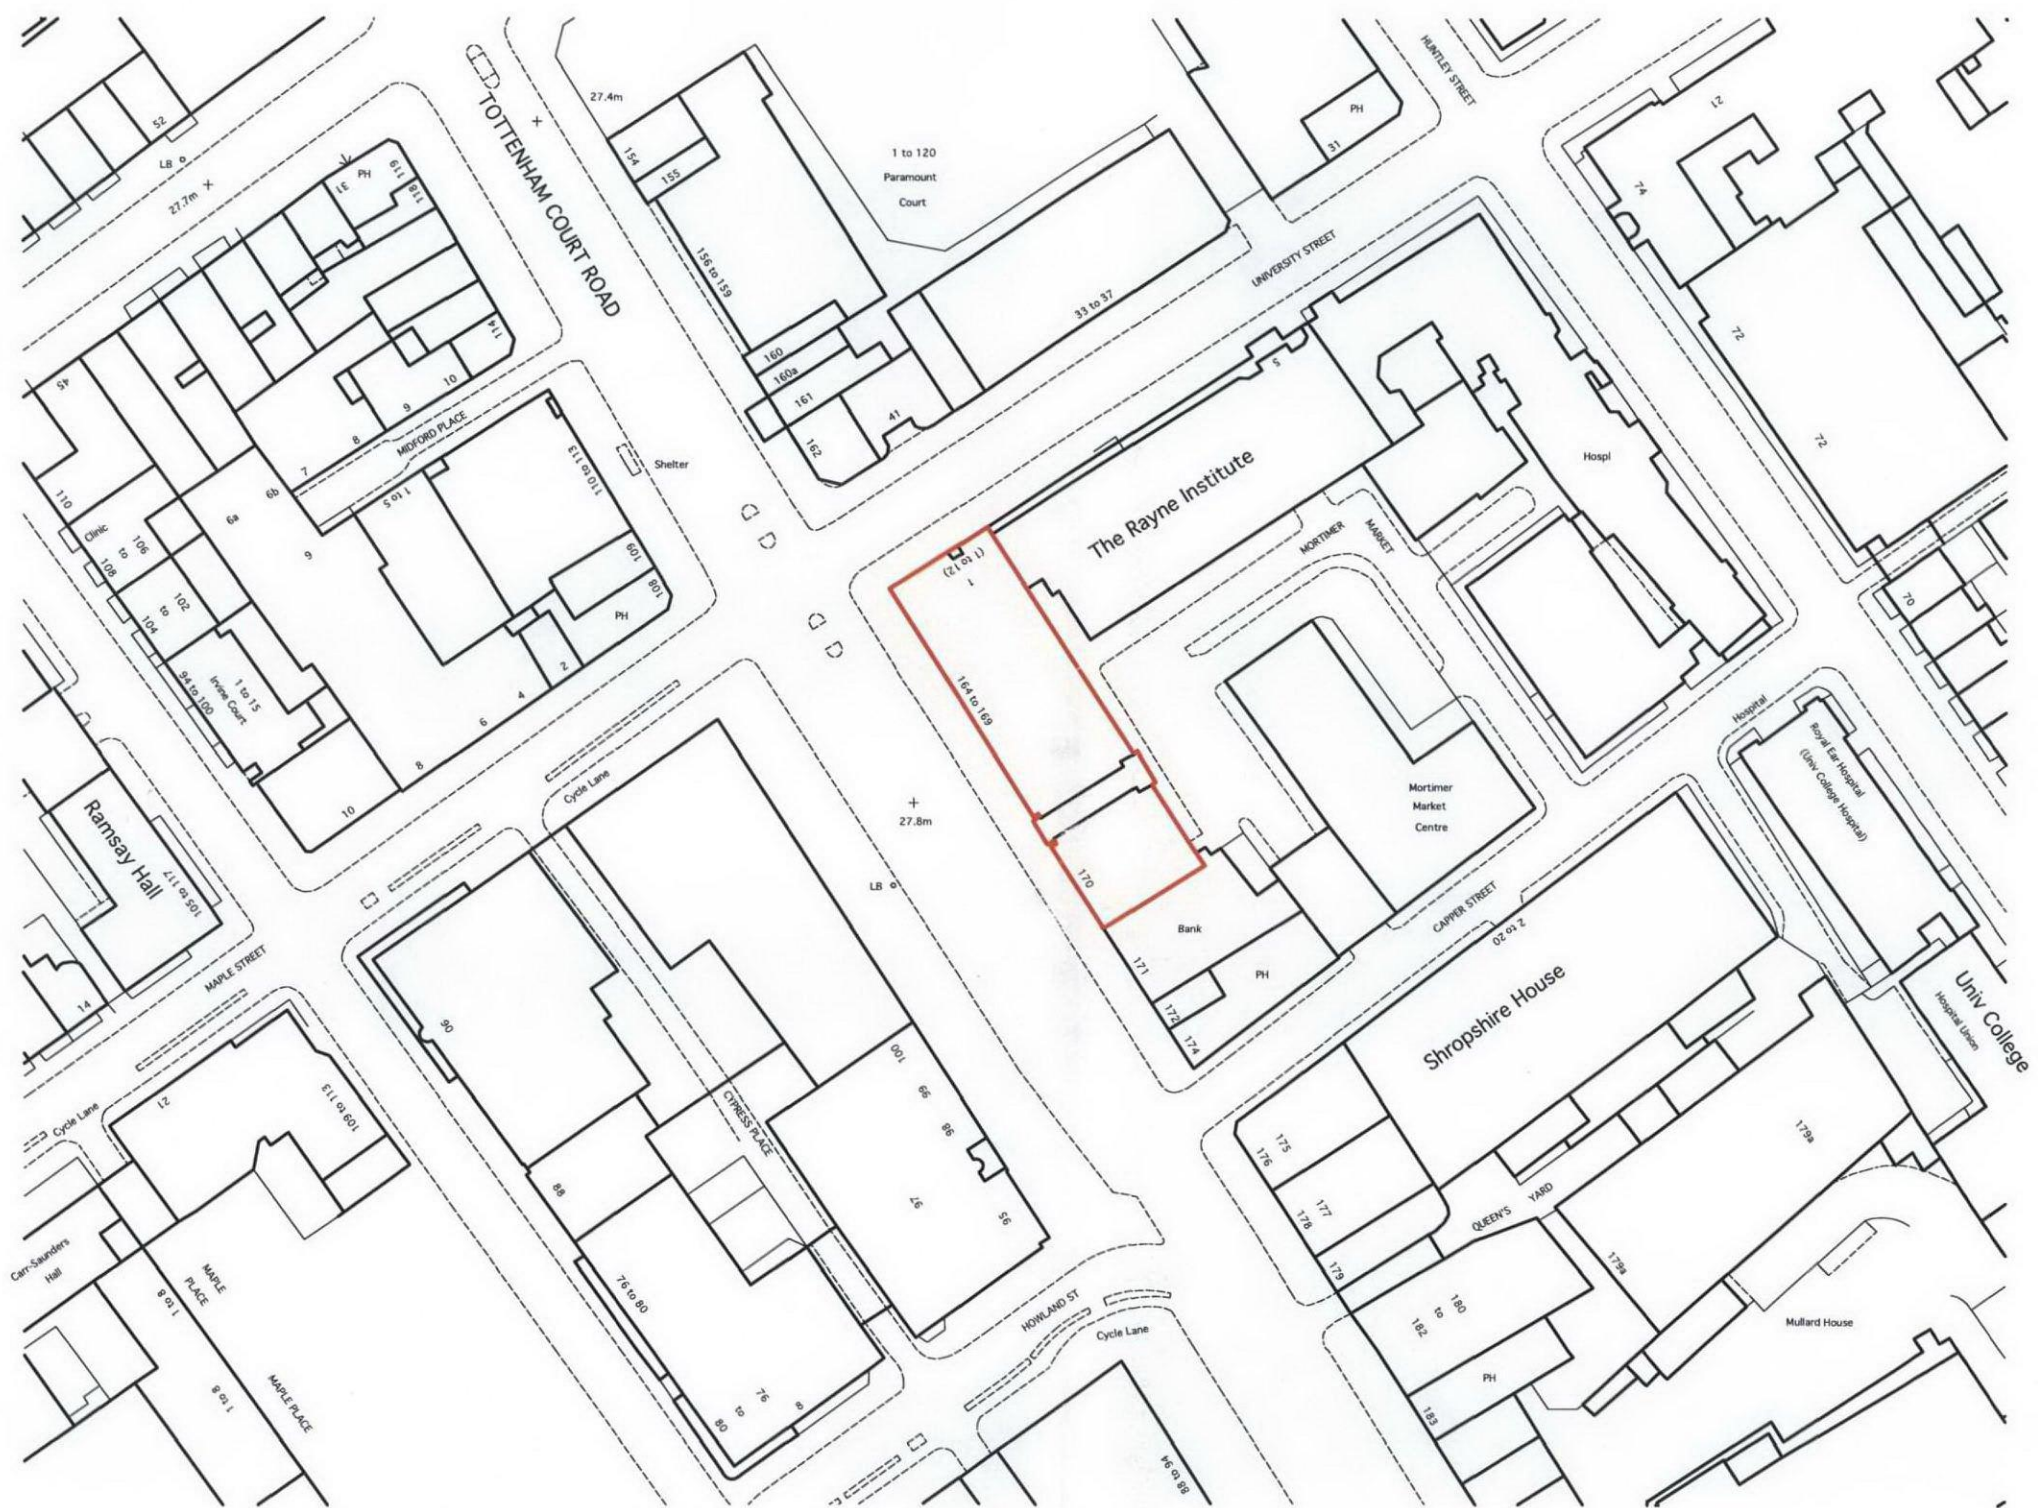 TOTTENHAM COURT ROAD
HUNTLEY STREET
27.4m
1 to 120
Paramount
Court
PH
31
21
52
LB
27.7m
31
PH
119
118
154
155
74
156 to 159
UNIVERSITY STREET
33 to 37
72
114
160
160a
161
41
162
5
45
10
9
8
7
MIDFORD PLACE
72
110 to 113
Shelter
The Rayne Institute
Hospl
110
6b
6a
1 to 5
9
Clinic
106
to
108
109
108
PH
(1 to 12)
1
MORTIMER
MARKET
102
to
104
70
1 to 15
Irvine Court
94 to 100
2
4
6
8
10
164 to 169
Hospital
Royal Ear Hospital
(Univ College Hospital)
Cycle Lane
27.8m
Mortimer
Market
Centre
Ramsay Hall
105 to 117
LB
170
Bank
CAPPER STREET
2 to 20
171
PH
172
174
MAPLE STREET
14
90
Shropshire House
Univ College
Hospital Union
100
99
98
97
95
21
109 to 113
Cycle Lane
CYPRESS PLACE
175
176
177
178
179
179a
QUEEN'S
YARD
88
Carr-Saunders
Hall
MAPLE
PLACE
1 to 8
76 to 80
HOWLAND ST
Cycle Lane
180
to
182
179a
Mullard House
PH
183
1 to 8
MAPLE PLACE
76
to
80
8
88 to 94